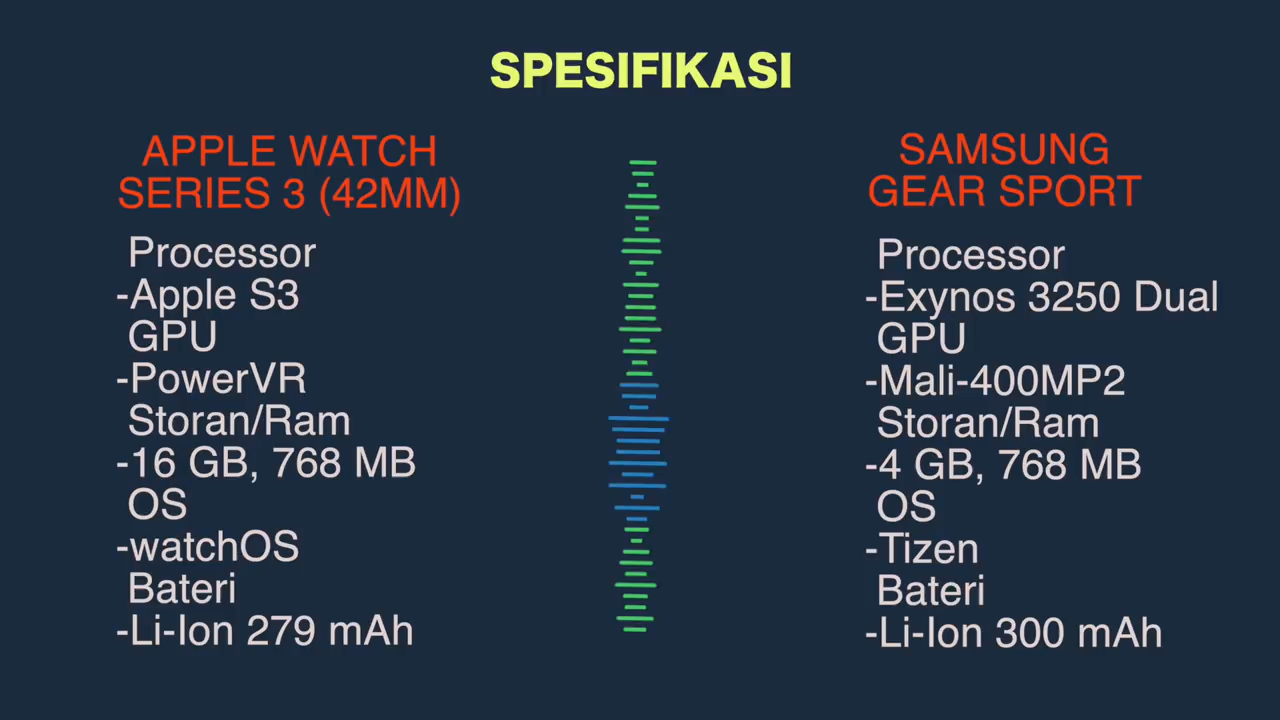 SPESIFIKASI
APPLE WATCH
SERIES 3 (42MM)
Processor
-Apple S3
GPU
-PowerVR
Storan/Ram
-16 GB, 768 MB
OS
-watchOS
Bateri
-Li-Ion 279 mAh
SAMSUNG
GEAR SPORT
Processor
-Exynos 3250 Dual
GPU
-Mali-400MP2
Storan/Ram
-4 GB, 768 MB
OS
-Tizen
Bateri
-Li-Ion 300 mAh